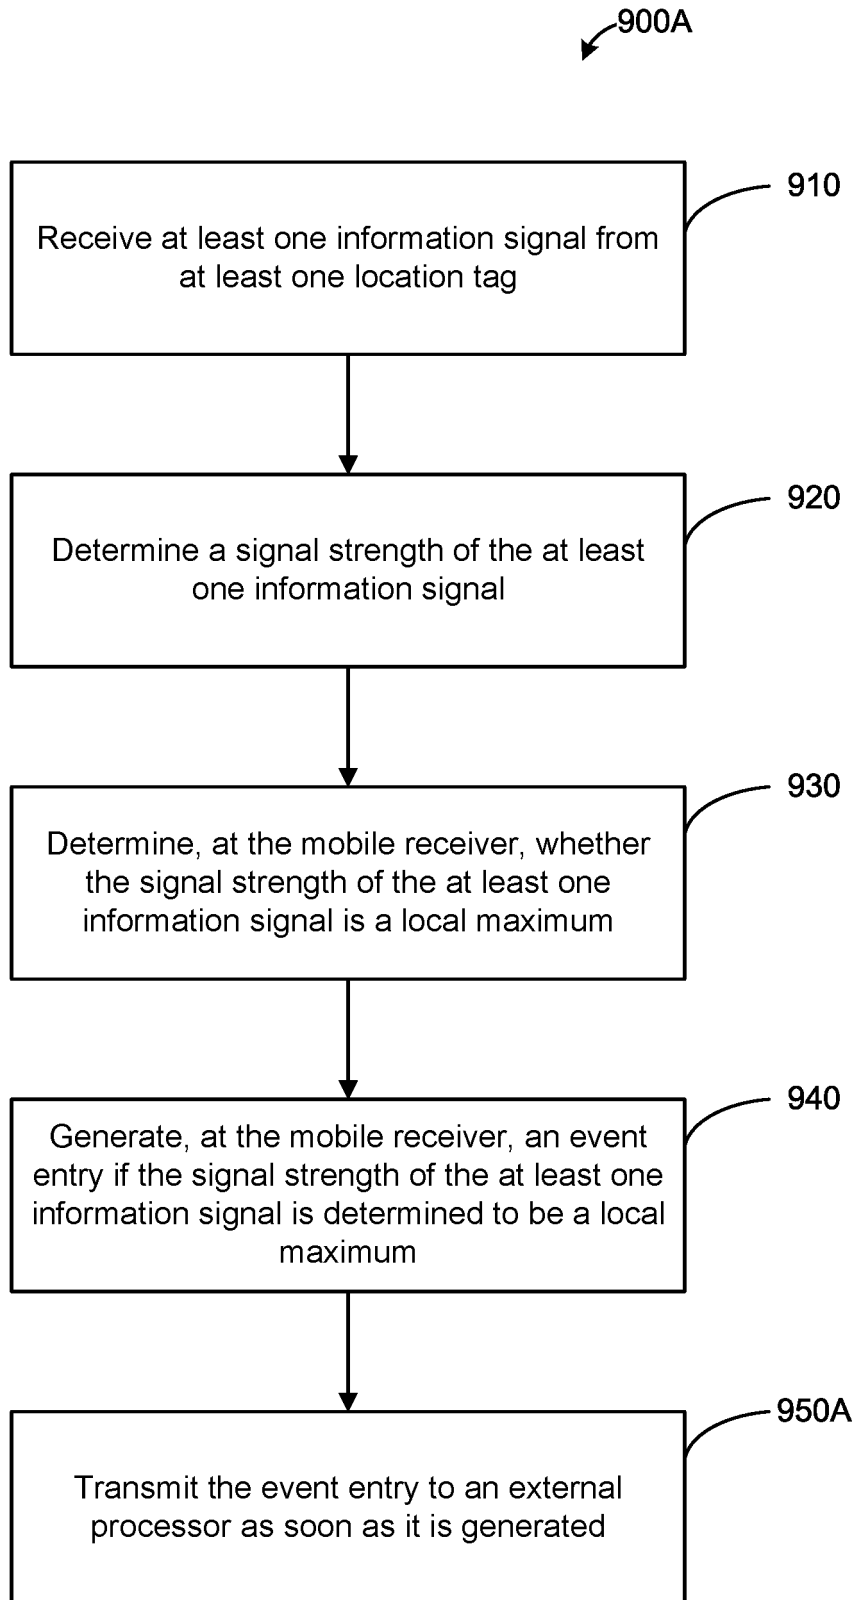 900A
910
Receive at least one information signal from
at least one location tag
920
Determine a signal strength of the at least
one information signal
930
Determine, at the mobile receiver, whether
the signal strength of the at least one
information signal is a local maximum
940
Generate, at the mobile receiver, an event
entry if the signal strength of the at least one
information signal is determined to be a local
maximum
950A
Transmit the event entry to an external
processor as soon as it is generated